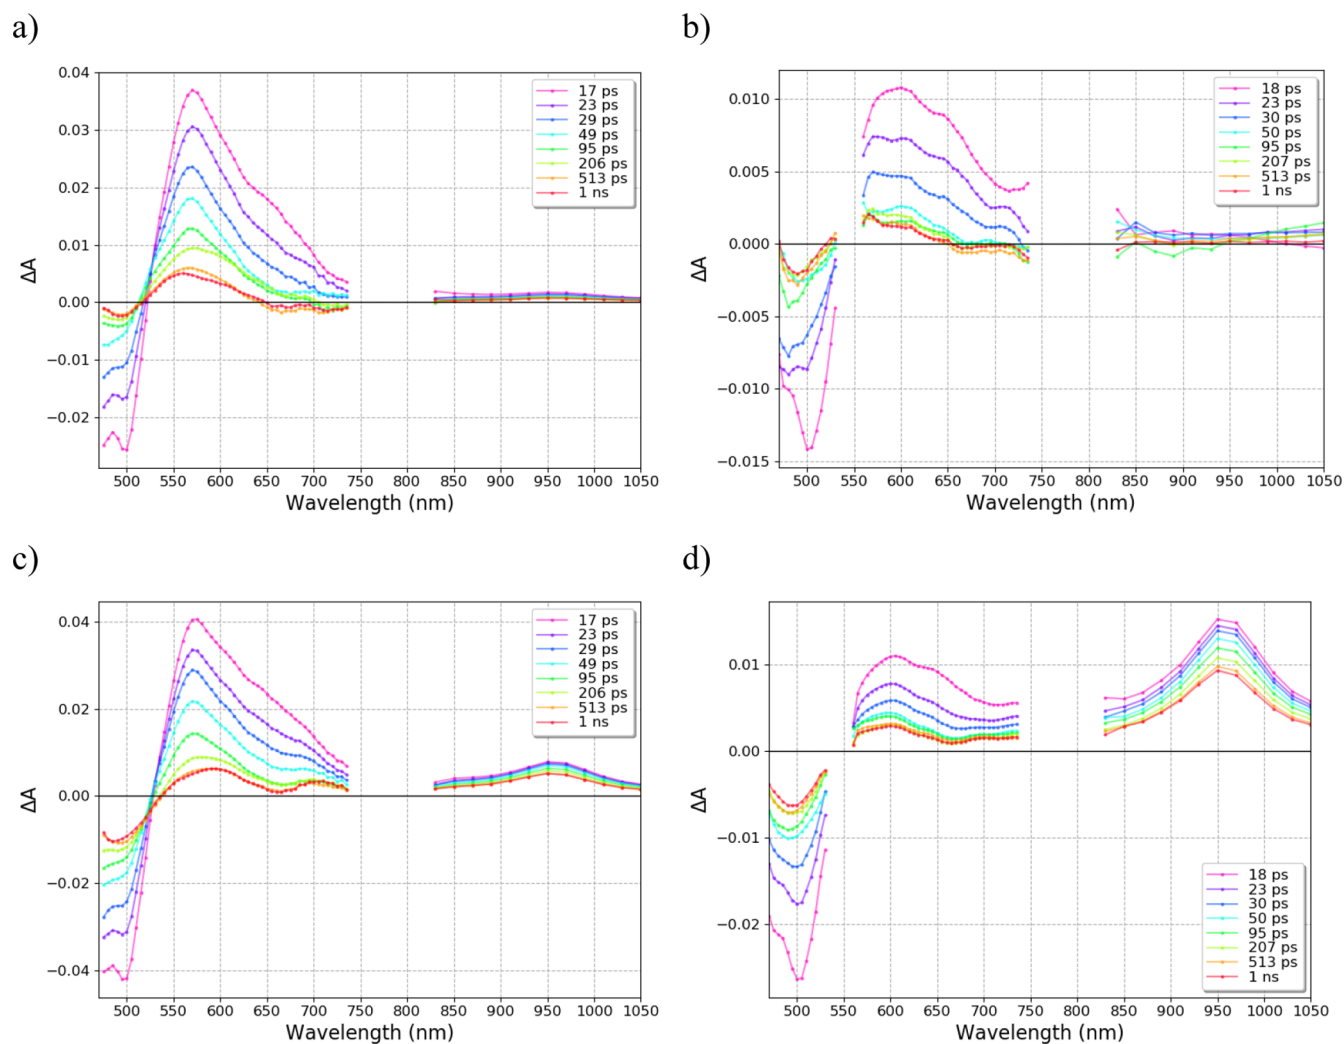 a)
0.04
0.03
0.02
0.01
0.00
−0.01
−0.02
ΔA
17 ps
23 ps
29 ps
49 ps
95 ps
206 ps
513 ps
1 ns
500 550 600 650 700 750 800 850 900 950 1000 1050
Wavelength (nm)
b)
0.010
0.005
0.000
−0.005
−0.010
−0.015
ΔA
18 ps
23 ps
30 ps
50 ps
95 ps
207 ps
513 ps
1 ns
500 550 600 650 700 750 800 850 900 950 1000 1050
Wavelength (nm)
c)
0.04
0.02
0.00
−0.02
−0.04
ΔA
17 ps
23 ps
29 ps
49 ps
95 ps
206 ps
513 ps
1 ns
500 550 600 650 700 750 800 850 900 950 1000 1050
Wavelength (nm)
d)
0.01
0.00
−0.01
−0.02
ΔA
18 ps
23 ps
30 ps
50 ps
95 ps
207 ps
513 ps
1 ns
500 550 600 650 700 750 800 850 900 950 1000 1050
Wavelength (nm)